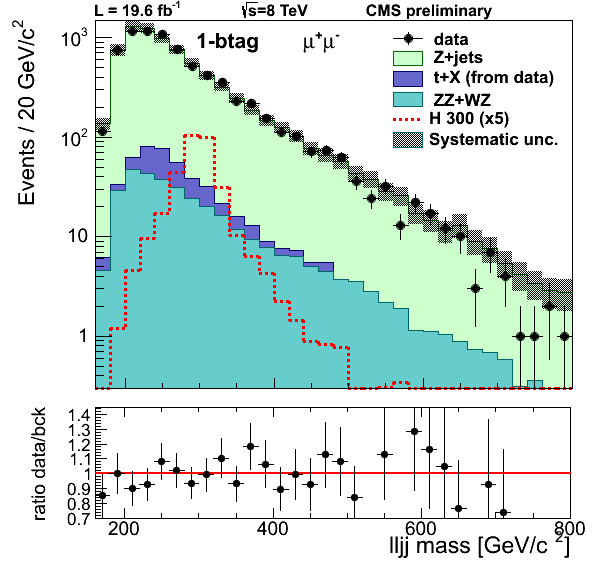 L = 19.6 fb⁻¹ √s=8 TeV CMS preliminary
1-btag μ⁺μ⁻
data
Z+jets
t+X (from data)
ZZ+WZ
H 300 (x5)
Systematic unc.
Events / 20 GeV/c²
10³
10²
10
1
ratio data/bck
1.4
1.3
1.2
1.1
1
0.9
0.8
0.7
200 400 600 800
lljj mass [GeV/c²]